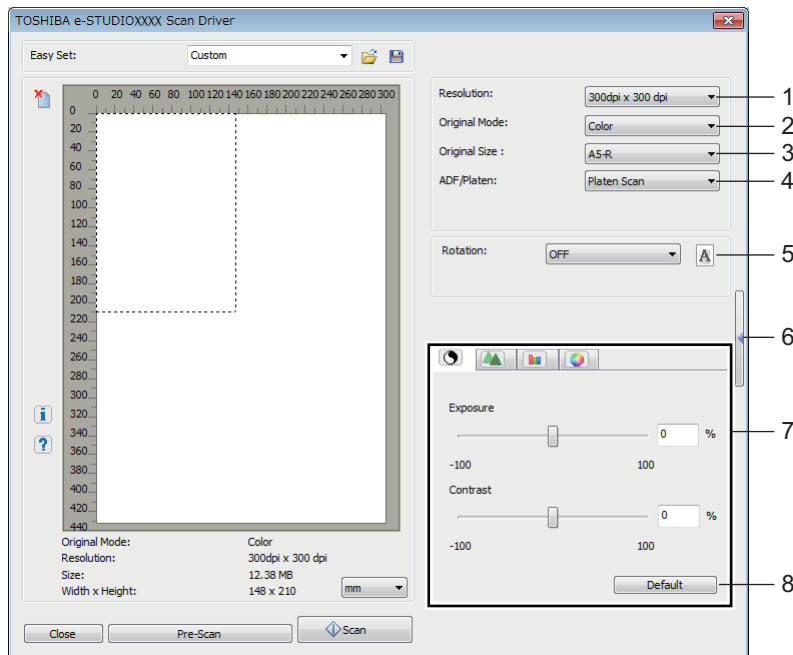 TOSHIBA e-STUDIOXXXX Scan Driver
Easy Set: Custom
0 20 40 60 80 100 120 140 160 180 200 220 240 260 280 300
0
20
40
60
80
100
120
140
160
180
200
220
240
260
280
300
320
340
360
380
400
420
440
Original Mode: Color
Resolution: 300dpi x 300 dpi
Size: 12.38 MB
Width x Height: 148 x 210 mm
Close Pre-Scan Scan
Resolution: 300dpi x 300 dpi 1
Original Mode: Color 2
Original Size : A5-R 3
ADF/Platen: Platen Scan 4
Rotation: OFF A 5
6
Exposure
0 % 7
-100 100
Contrast
0 %
-100 100
Default 8